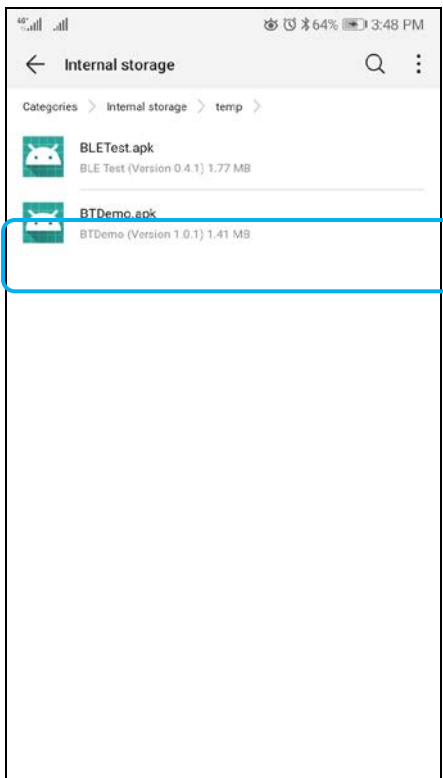 64% 3:48 PM
Internal storage
Categories > Internal storage > temp >
BLETest.apk
BLE Test (Version 0.4.1) 1.77 MB
BTDemo.apk
BTDemo (Version 1.0.1) 1.41 MB